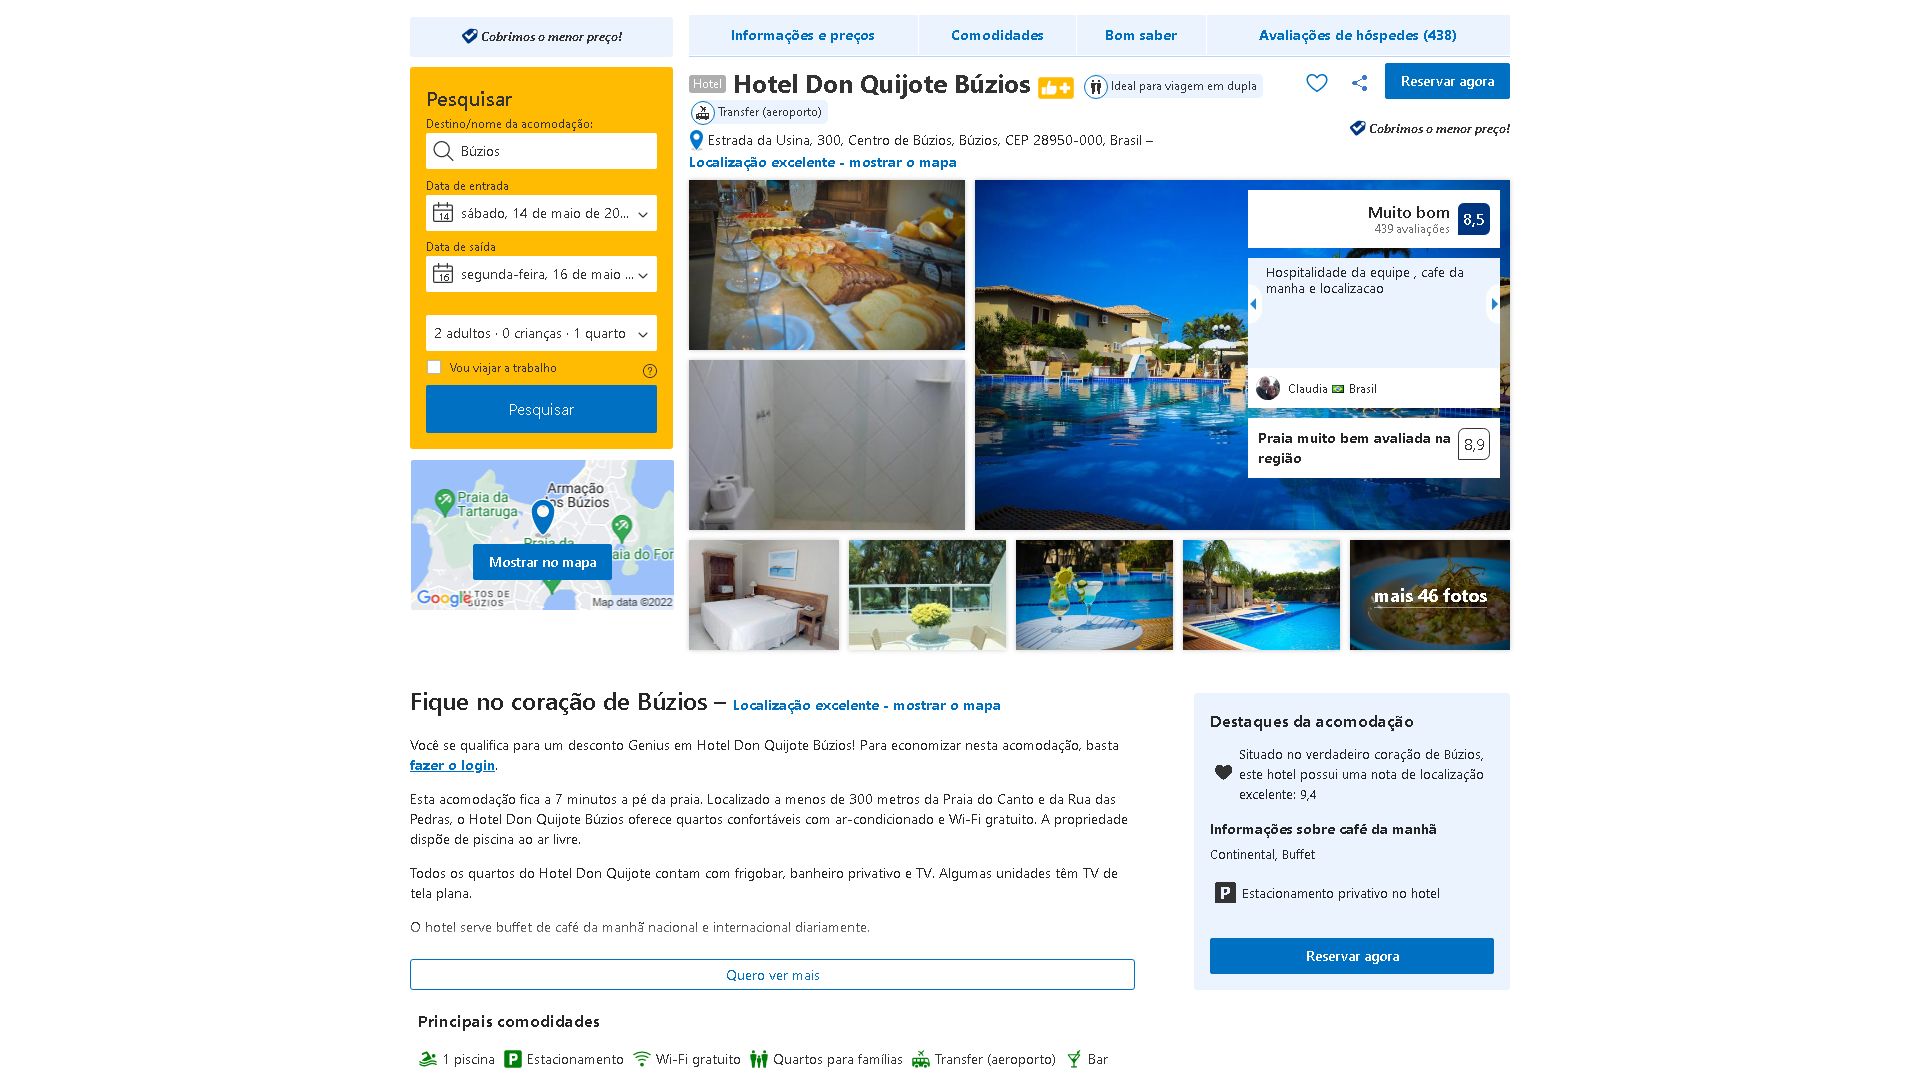 Cobrimos o menor preço!
Informações e preços
Comodidades
Bom saber
Avaliações de hóspedes (438)
Pesquisar
Destino/nome da acomodação:
Búzios
Data de entrada
14
sábado, 14 de maio de 20...
Data de saída
16
segunda-feira, 16 de maio ...
2 adultos · 0 crianças · 1 quarto
Vou viajar a trabalho
Pesquisar
Praia da
Tartaruga
Armação
Mostrar no mapa
Google
Map data ©2022
Hotel
Hotel Don Quijote Búzios
Ideal para viagem em dupla
Reservar agora
Transfer (aeroporto)
Cobrimos o menor preço!
Estrada da Usina, 300, Centro de Búzios, Búzios, CEP 28950-000, Brasil –
Localização excelente - mostrar o mapa
Muito bom
439 avaliações
8,5
Hospitalidade da equipe , cafe da
manha e localizacao
Claudia Brasil
Praia muito bem avaliada na
região
8,9
mais 46 fotos
Fique no coração de Búzios – Localização excelente - mostrar o mapa
Você se qualifica para um desconto Genius em Hotel Don Quijote Búzios! Para economizar nesta acomodação, basta
fazer o login.
Esta acomodação fica a 7 minutos a pé da praia. Localizado a menos de 300 metros da Praia do Canto e da Rua das
Pedras, o Hotel Don Quijote Búzios oferece quartos confortáveis com ar-condicionado e Wi-Fi gratuito. A propriedade
dispõe de piscina ao ar livre.
Todos os quartos do Hotel Don Quijote contam com frigobar, banheiro privativo e TV. Algumas unidades têm TV de
tela plana.
O hotel serve buffet de café da manhã nacional e internacional diariamente.
Quero ver mais
Destaques da acomodação
Situado no verdadeiro coração de Búzios,
este hotel possui uma nota de localização
excelente: 9,4
Informações sobre café da manhã
Continental, Buffet
P Estacionamento privativo no hotel
Reservar agora
Principais comodidades
1 piscina
P Estacionamento
Wi-Fi gratuito
Quartos para famílias
Transfer (aeroporto)
Bar